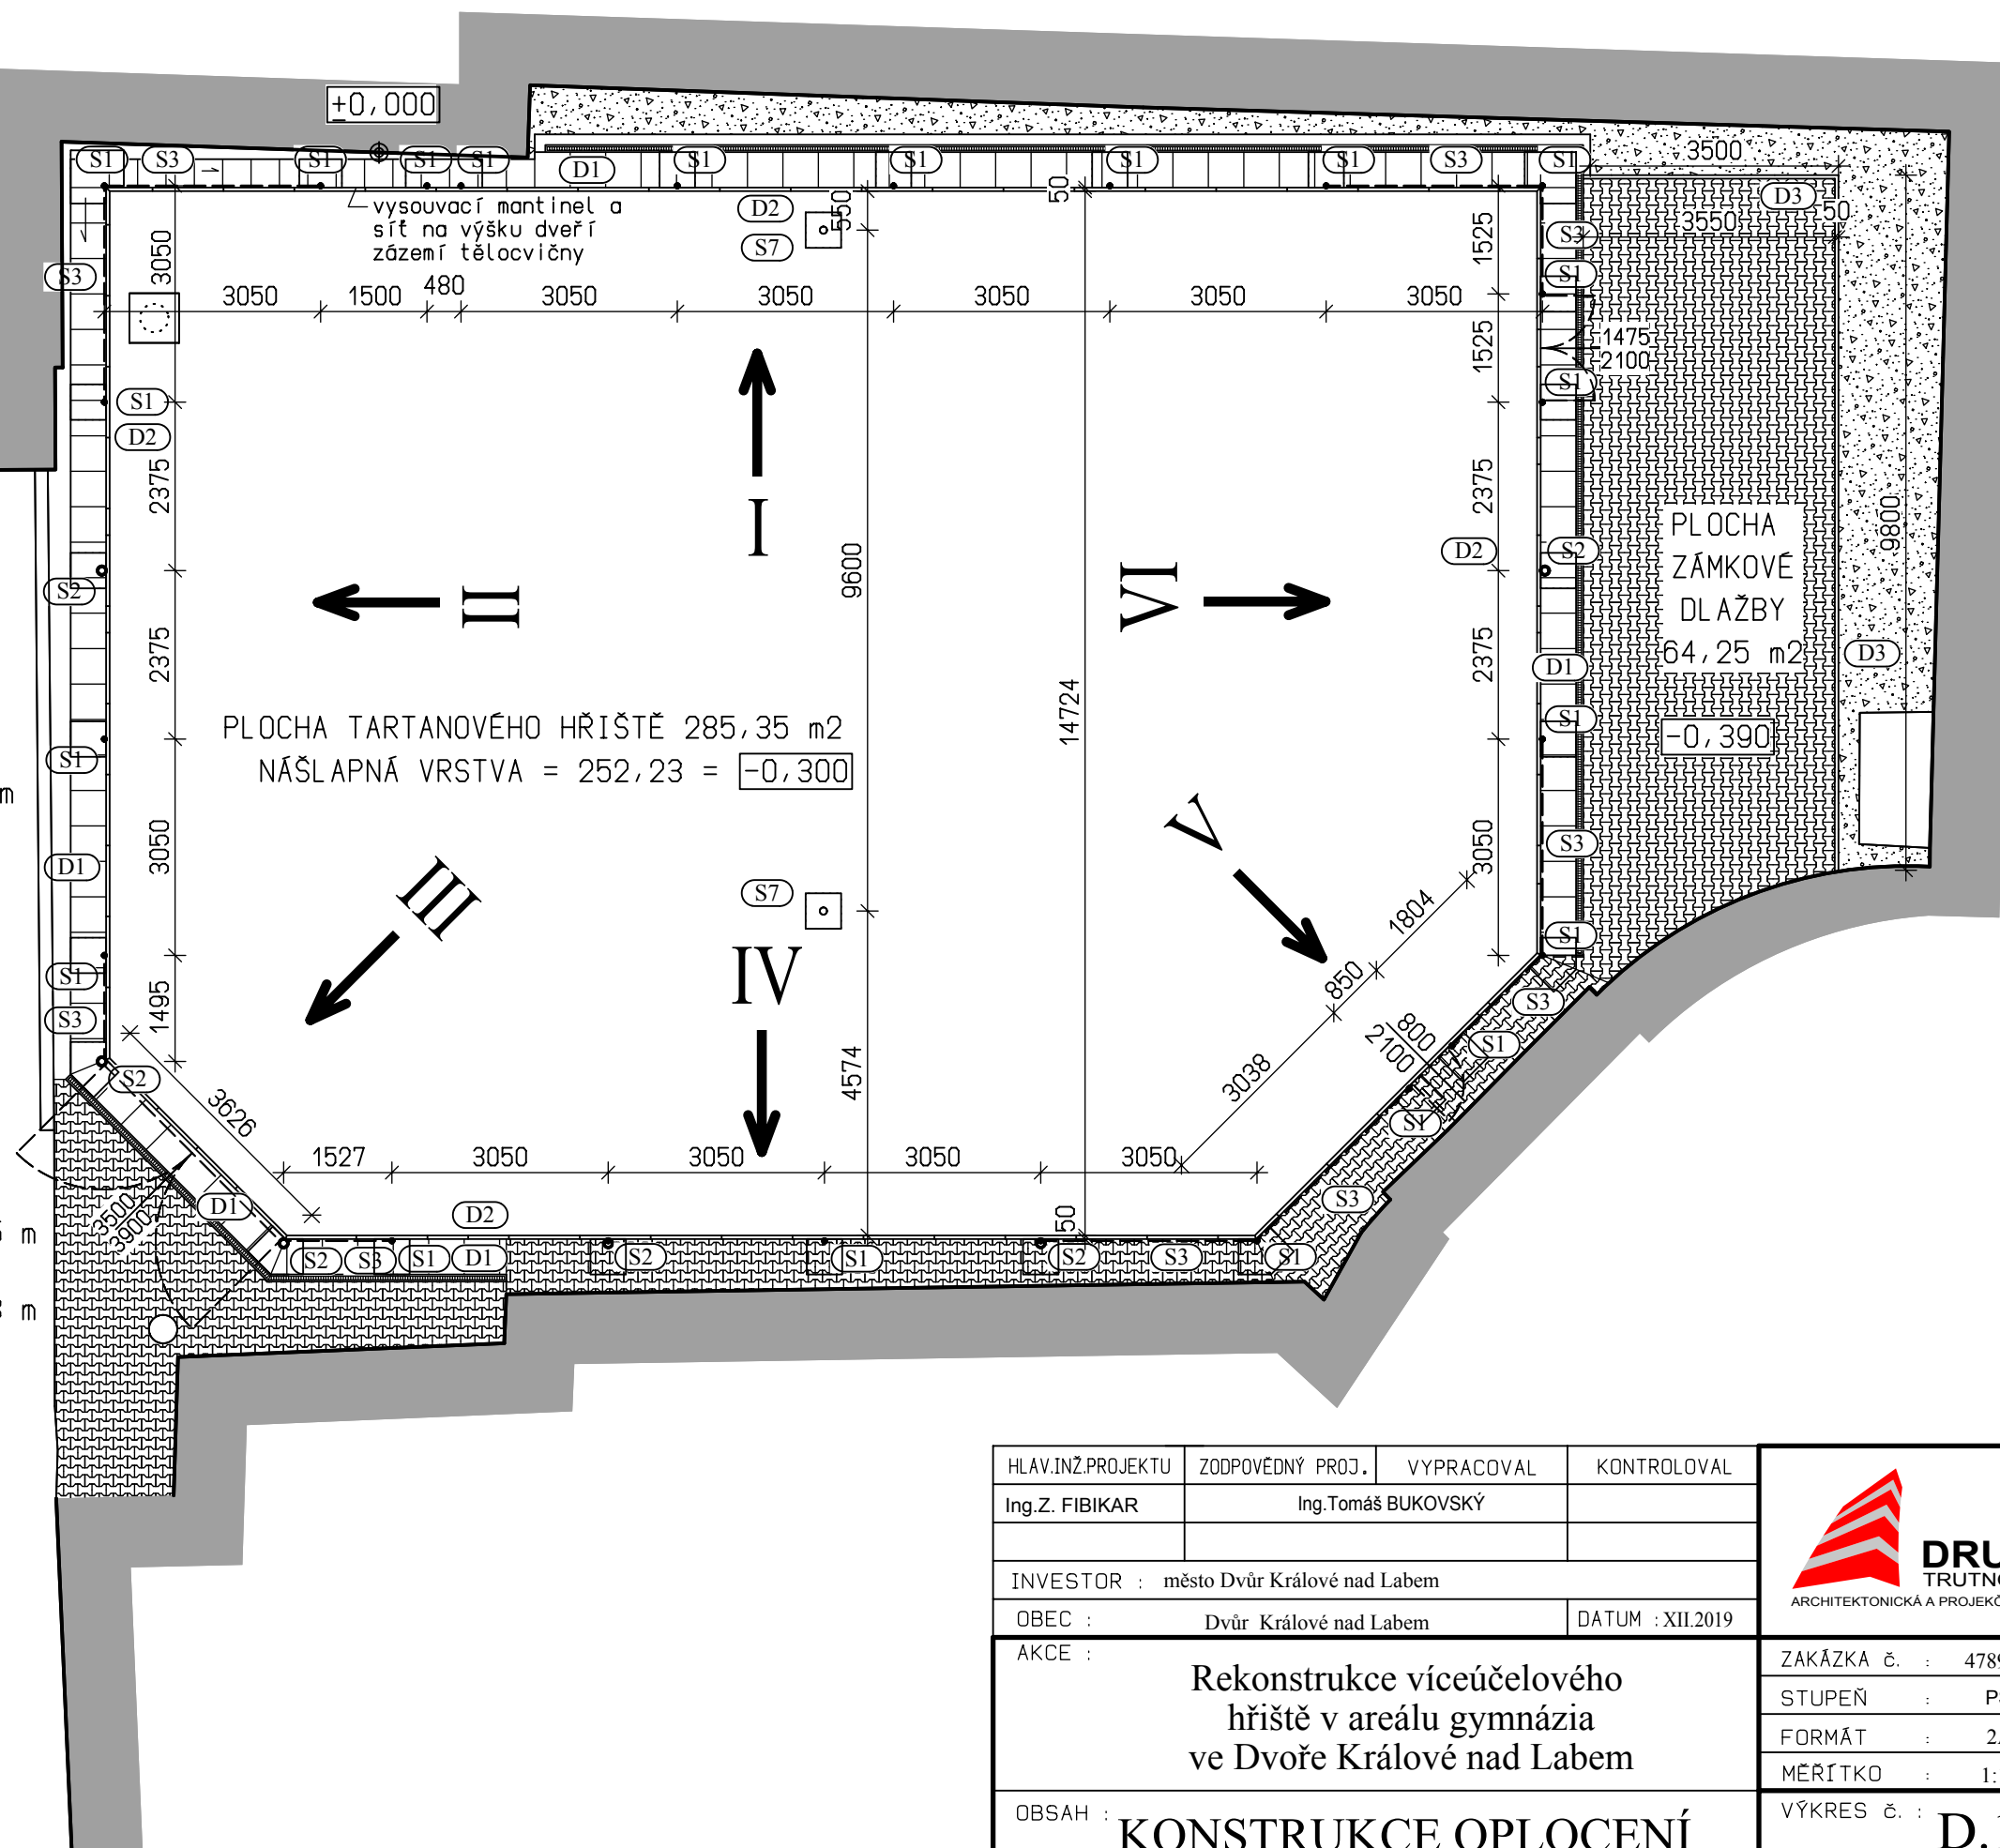 ±0,000
S1 S3 S1 S1 S1 D1 S1 S1 S1 S1 S3 S1
3500
D3
vysouvací mantinel a
síť na výšku dveří
zázemí tělocvičny
D2
S7
550
50
3550
50
S3
3050
1525
S3
S1
3050 1500 480 3050 3050 3050 3050 3050
1525
1475
2100
S1
S1
D2
2375
I
2375
9800
PLOCHA
ZÁMKOVÉ
DLAŽBY
64,25 m2
D2
S2
9600
II
VI
S2
2375
2375
D1
D3
14724
PLOCHA TARTANOVÉHO HŘIŠTĚ 285,35 m2
NÁŠLAPNÁ VRSTVA = 252,23 = -0,300
S1
-0,390
S1
m
V
3050
3050
S3
D1
III
S7
1804
S1
IV
S1
850
1495
S3
S3
800
2100
S1
S2
3626
4574
3038
S1
1527 3050 3050 3050 3050
S3
3500
3900
D1
D2
50
m
S2 S3 S1 D1 S2 S1 S2 S3 S1
m
HLAV.INŽ.PROJEKTU ZODPOVĚDNÝ PROJ. VYPRACOVAL KONTROLOVAL
Ing.Z. FIBIKAR Ing.Tomáš BUKOVSKÝ
INVESTOR : město Dvůr Králové nad Labem
OBEC : Dvůr Králové nad Labem DATUM : XII.2019
DRU
TRUTN
ARCHITEKTONICKÁ A PROJEKČ
AKCE :
Rekonstrukce víceúčelového
hřiště v areálu gymnázia
ve Dvoře Králové nad Labem
ZAKÁZKA č. : 478
STUPEŇ : P
FORMÁT : 2
MĚŘÍTKO : 1:
OBSAH : KONSTRUKCE OPLOCENÍ
VÝKRES č. : D.